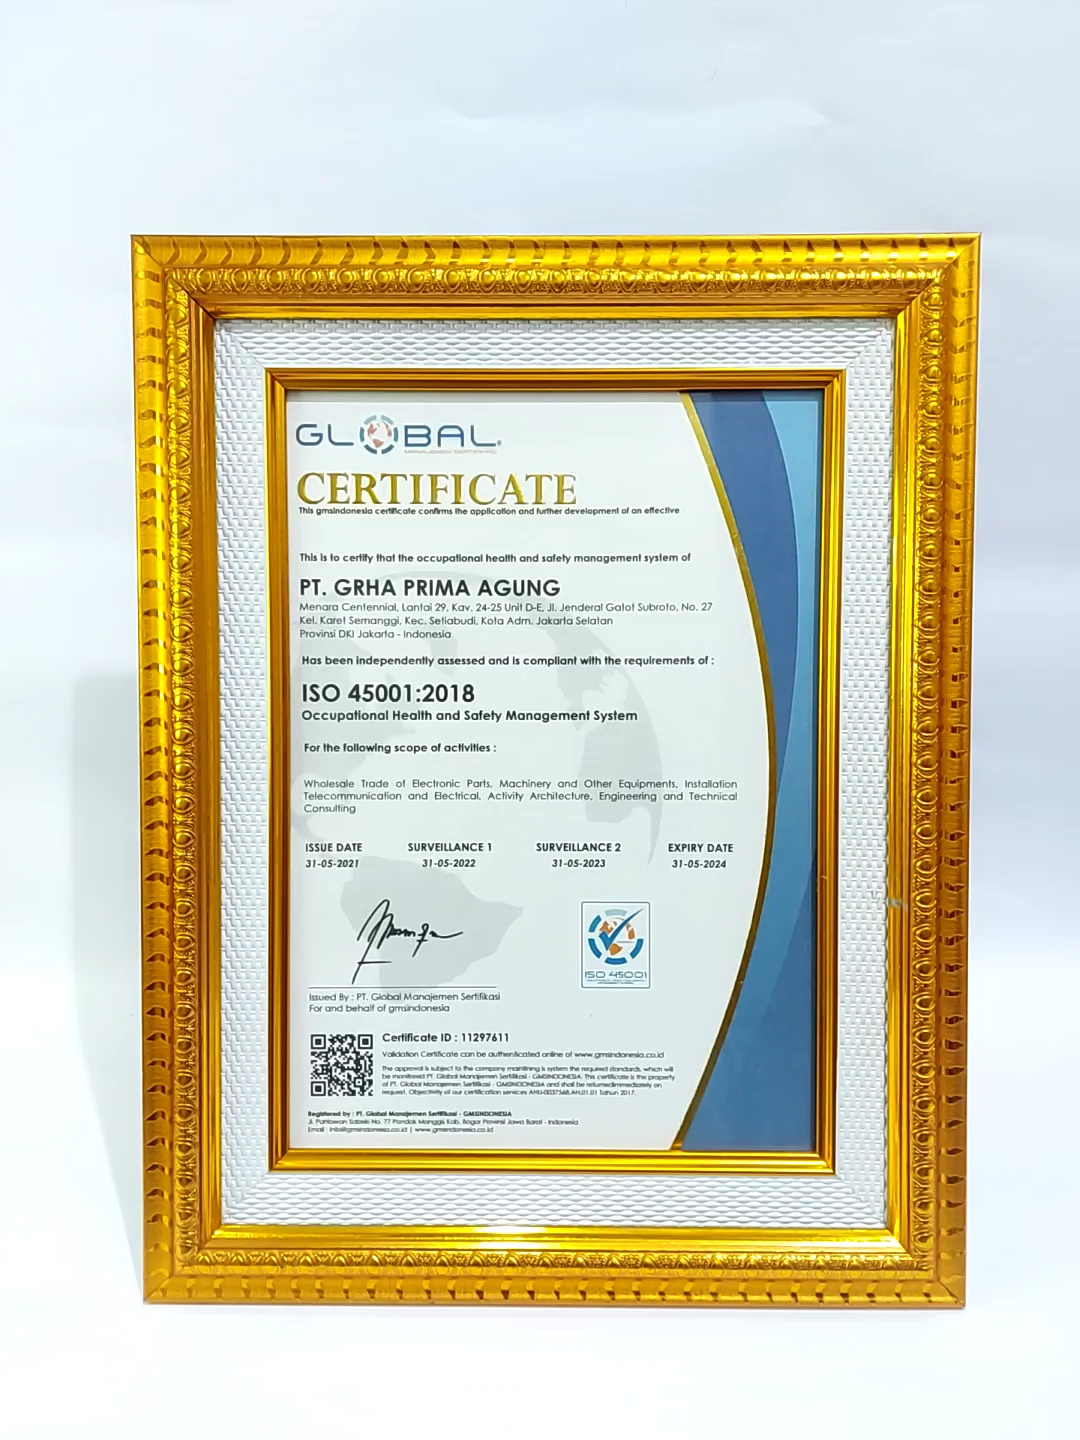 GLOBAL
MANAJEMEN SERTIFIKASI
CERTIFICATE
This gmsindonesia certificate confirms the application and further development of an effective
This is to certify that the occupational health and safety management system of
PT. GRHA PRIMA AGUNG
Menara Centennial, Lantai 29, Kav. 24-25 Unit D-E, Jl. Jenderal Gatot Subroto, No. 27
Kel. Karet Semanggi, Kec. Setiabudi, Kota Adm. Jakarta Selatan
Provinsi DKI Jakarta - Indonesia
Has been independently assessed and is compliant with the requirements of :
ISO 45001:2018
Occupational Health and Safety Management System
For the following scope of activities :
Wholesale Trade of Electronic Parts, Machinery and Other Equipments, Installation
Telecommunication and Electrical, Activity Architecture, Engineering and Technical
Consulting
ISSUE DATE SURVEILLANCE 1 SURVEILLANCE 2 EXPIRY DATE
31-05-2021 31-05-2022 31-05-2023 31-05-2024
ISO 45001
Issued By : PT. Global Manajemen Sertifikasi
For and behalf of gmsindonesia
Certificate ID : 11297611
Validation Certificate can be authenticated online of www.gmsindonesia.co.id
The approval is subject to the company maintining is system the required standards, which will
be monitored PT. Global Manajemen Sertifikasi - GMSINDONESIA. This certificate is the property
of PT. Global Manajemen Sertifikasi - GMSINDONESIA and shall be returnedimmediately on
request. Objectivity of our certification services AHU-0037568.AH.01.01 Tahun 2017.
Registered by : PT. Global Manajemen Sertifikasi - GMSINDONESIA
No. 77 Pondok Manggis Kab. Bogor Provinsi Jawa Barat - Indonesia
Email : info@gmsindonesia.co.id | www.gmsindonesia.co.id